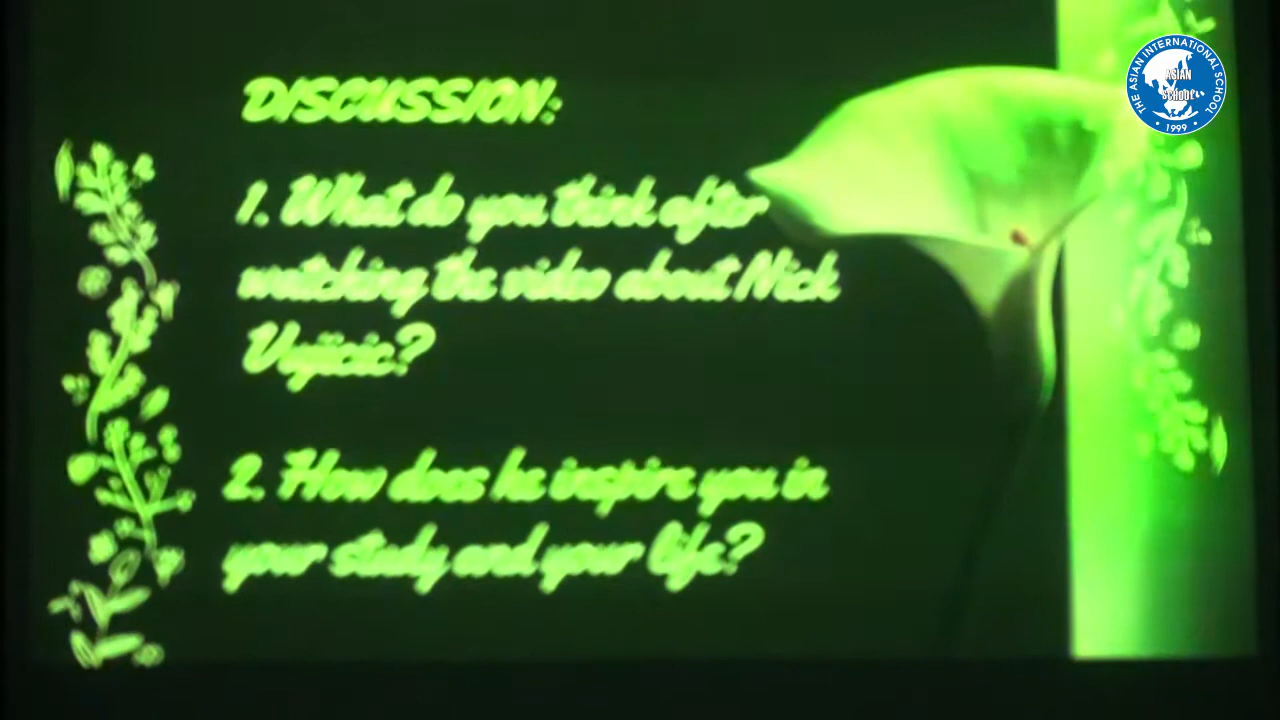 DISCUSSION:
1. What do you think after
watching the video about Nick
Vujicic?
2. How does he inspire you in
your study and your life?
THE ASIAN INTERNATIONAL SCHOOL
ASIAN
SCHOOL
1999